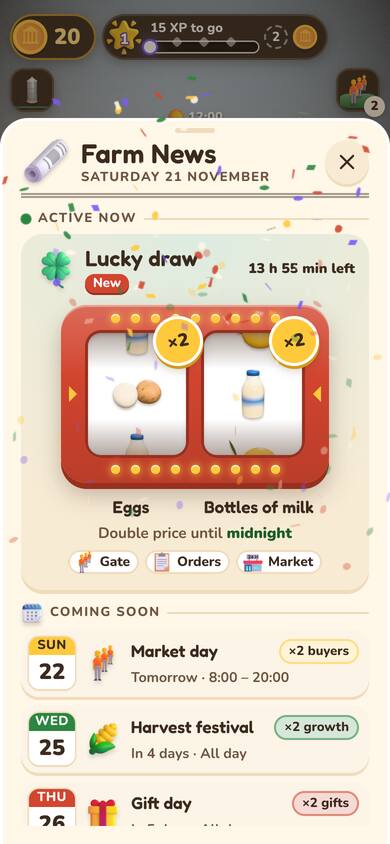 20
1
15 XP to go
2
12:00
2
Farm News
SATURDAY 21 NOVEMBER
ACTIVE NOW
Lucky draw
New
13 h 55 min left
×2
×2
Eggs
Bottles of milk
Double price until midnight
Gate
Orders
Market
COMING SOON
SUN
22
Market day
Tomorrow · 8:00 – 20:00
×2 buyers
WED
25
Harvest festival
In 4 days · All day
×2 growth
THU
26
Gift day
×2 gifts